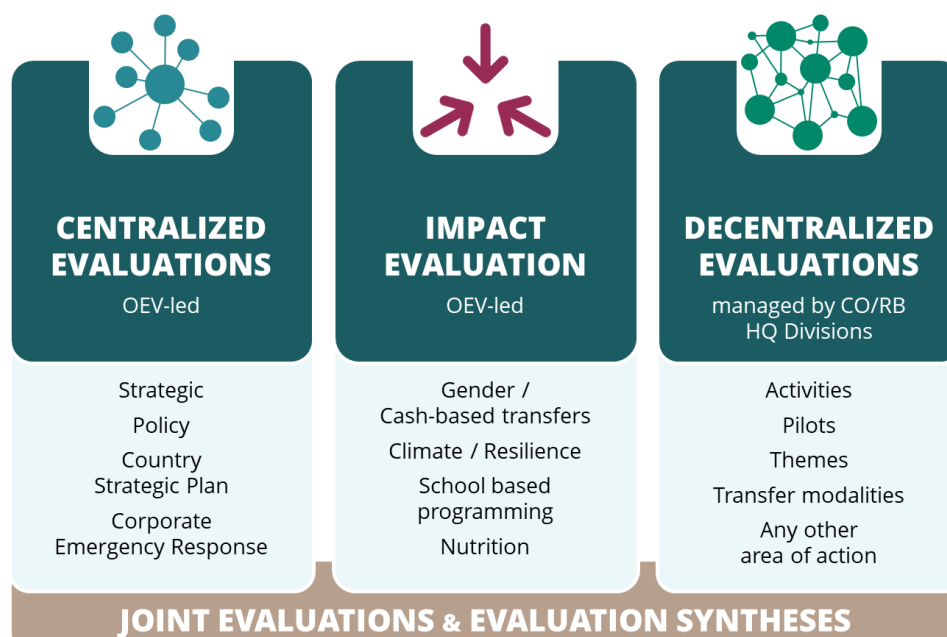 CENTRALIZED
EVALUATIONS
OEV-led
Strategic
Policy
Country
Strategic Plan
Corporate
Emergency Response
IMPACT
EVALUATION
OEV-led
Gender /
Cash-based transfers
Climate / Resilience
School based
programming
Nutrition
DECENTRALIZED
EVALUATIONS
managed by CO/RB
HQ Divisions
Activities
Pilots
Themes
Transfer modalities
Any other
area of action
JOINT EVALUATIONS & EVALUATION SYNTHESES